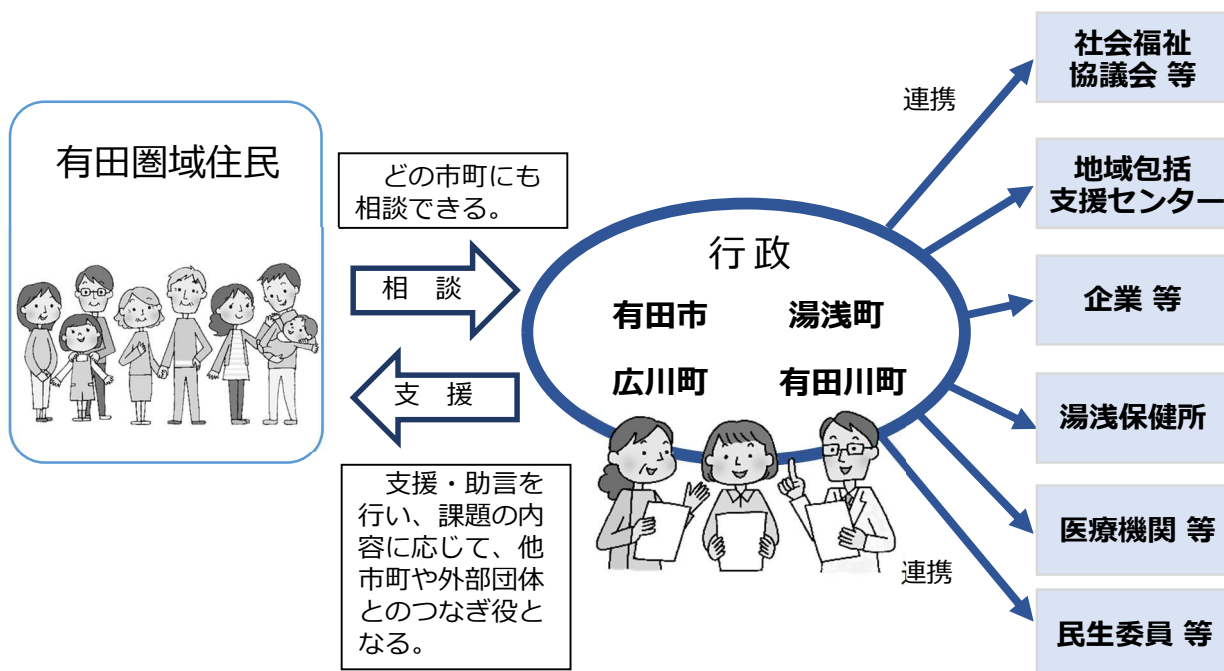 有田圏域住民
どの市町にも
相談できる。
相 談
支 援
支援・助言を
行い、課題の内
容に応じて、他
市町や外部団体
とのつなぎ役と
なる。
行政
有田市 湯浅町
広川町 有田川町
連携
連携
社会福祉
協議会 等
地域包括
支援センター
企業 等
湯浅保健所
医療機関 等
民生委員 等